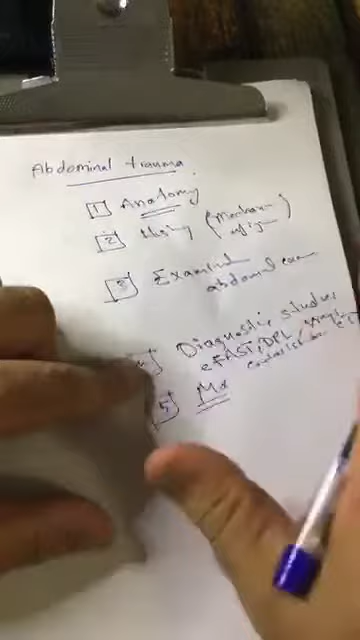 Abdominal trauma
1 Anatomy
2 (Mechanism
of injury)
3 Examination
abdominal exam
4 Diagnostic studies
eFAST, DPL,
5 Mx